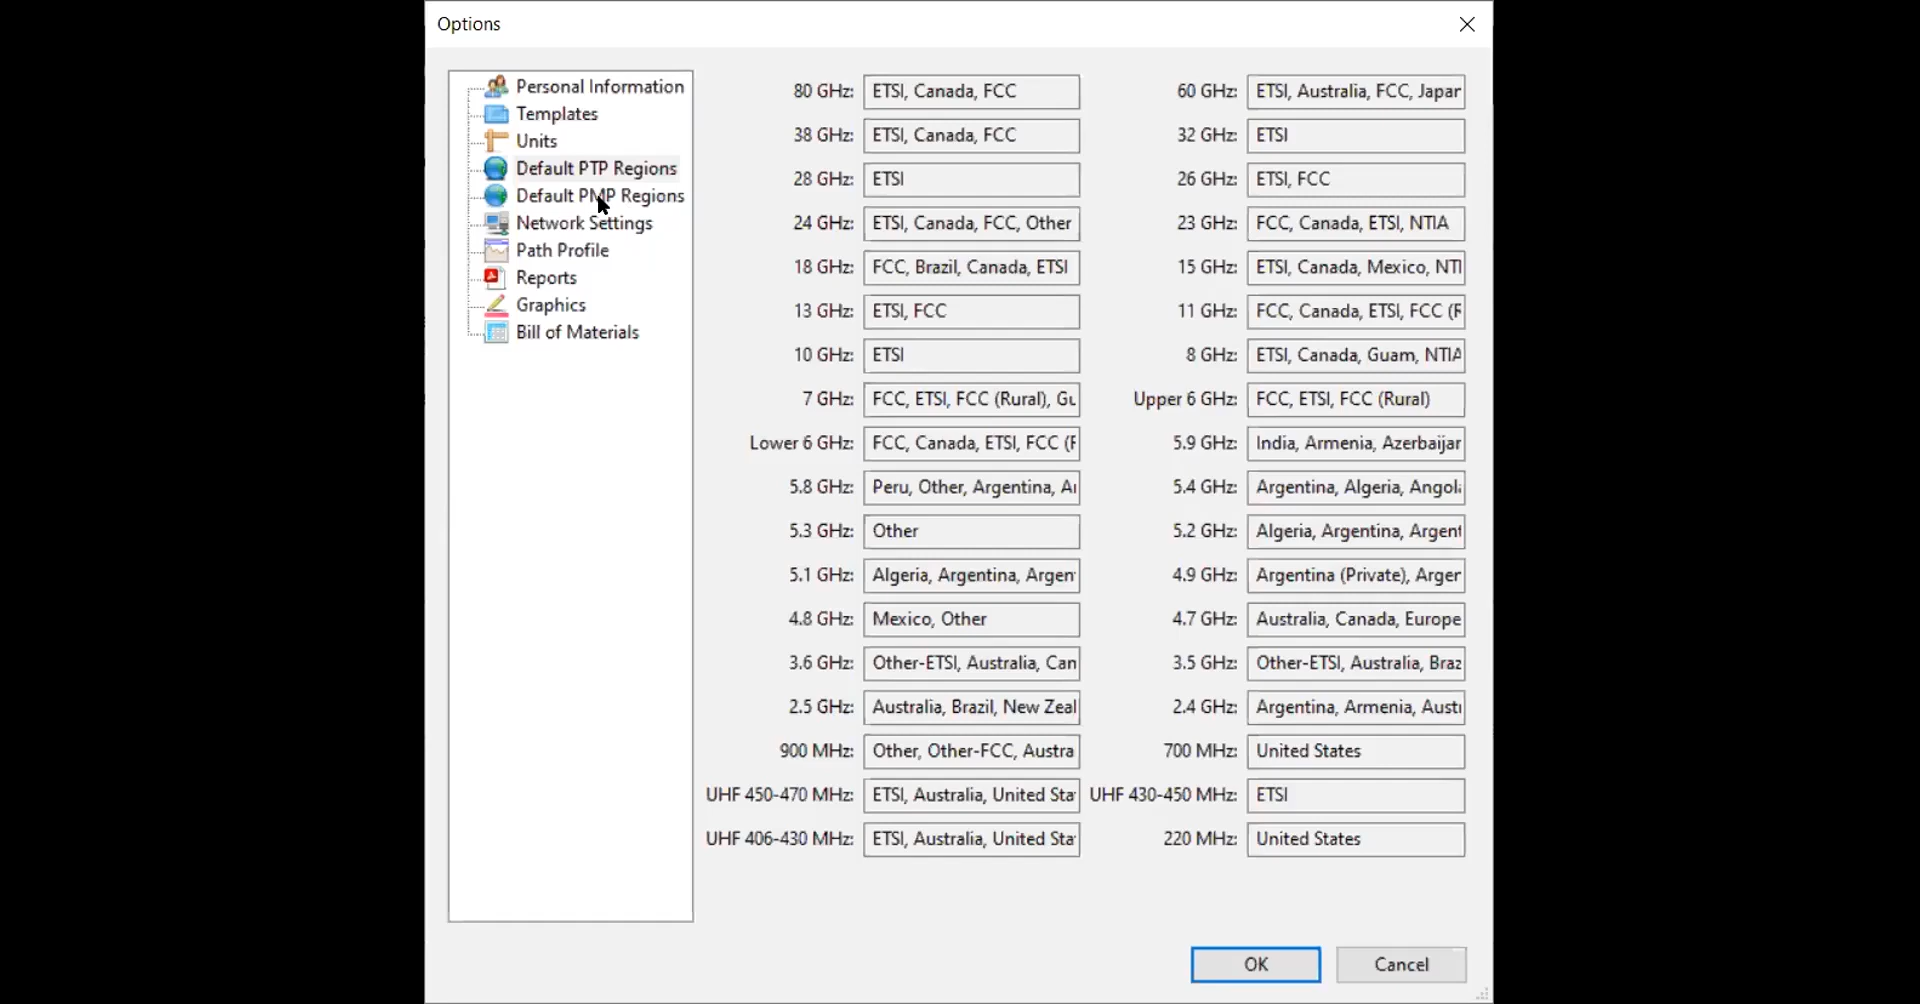 Options
Personal Information
Templates
Units
Default PTP Regions
Default PMP Regions
Network Settings
Path Profile
Reports
Graphics
Bill of Materials
80 GHz: ETSI, Canada, FCC 60 GHz: ETSI, Australia, FCC, Japan
38 GHz: ETSI, Canada, FCC 32 GHz: ETSI
28 GHz: ETSI 26 GHz: ETSI, FCC
24 GHz: ETSI, Canada, FCC, Other 23 GHz: FCC, Canada, ETSI, NTIA
18 GHz: FCC, Brazil, Canada, ETSI 15 GHz: ETSI, Canada, Mexico, NTI
13 GHz: ETSI, FCC 11 GHz: FCC, Canada, ETSI, FCC (F
10 GHz: ETSI 8 GHz: ETSI, Canada, Guam, NTIA
7 GHz: FCC, ETSI, FCC (Rural), Gu Upper 6 GHz: FCC, ETSI, FCC (Rural)
Lower 6 GHz: FCC, Canada, ETSI, FCC (F 5.9 GHz: India, Armenia, Azerbaijan
5.8 GHz: Peru, Other, Argentina, Ar 5.4 GHz: Argentina, Algeria, Angol
5.3 GHz: Other 5.2 GHz: Algeria, Argentina, Argent
5.1 GHz: Algeria, Argentina, Argen 4.9 GHz: Argentina (Private), Argen
4.8 GHz: Mexico, Other 4.7 GHz: Australia, Canada, Europe
3.6 GHz: Other-ETSI, Australia, Can 3.5 GHz: Other-ETSI, Australia, Braz
2.5 GHz: Australia, Brazil, New Zeal 2.4 GHz: Argentina, Armenia, Aust
900 MHz: Other, Other-FCC, Austra 700 MHz: United States
UHF 450-470 MHz: ETSI, Australia, United Sta UHF 430-450 MHz: ETSI
UHF 406-430 MHz: ETSI, Australia, United Sta 220 MHz: United States
OK Cancel